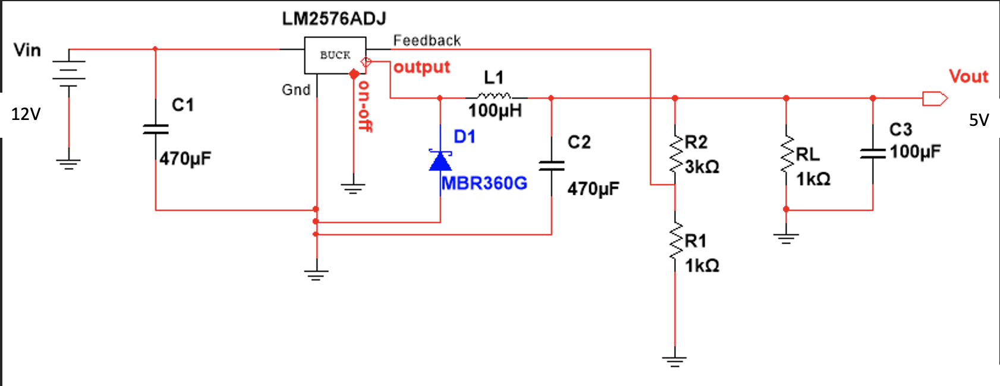 LM2576ADJ
Vin
Feedback
BUCK
output
Gnd
on-off
12V
C1
470µF
L1
100µH
D1
MBR360G
C2
470µF
R2
3kΩ
R1
1kΩ
RL
1kΩ
C3
100µF
Vout
5V